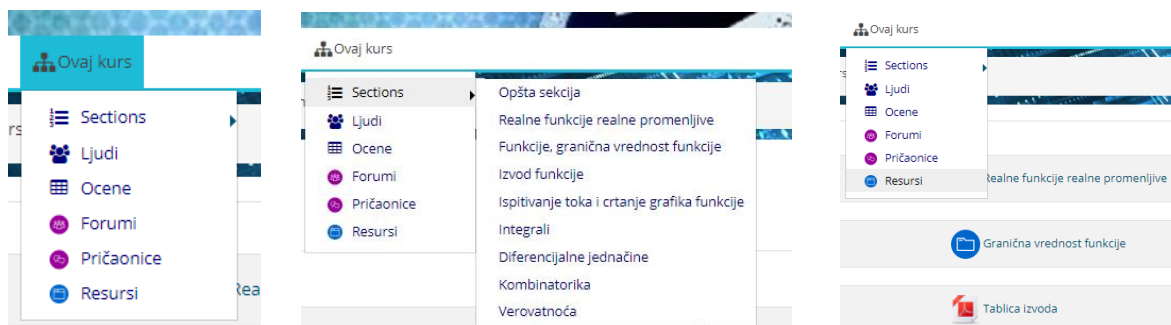 Ovaj kurs
Sections
Ljudi
Ocene
Forumi
Pričaonice
Resursi
Ovaj kurs
Sections
Ljudi
Ocene
Forumi
Pričaonice
Resursi
Opšta sekcija
Realne funkcije realne promenljive
Funkcije, granična vrednost funkcije
Izvod funkcije
Ispitivanje toka i crtanje grafika funkcije
Integrali
Diferencijalne jednačine
Kombinatorika
Verovatnoća
Ovaj kurs
Sections
Ljudi
Ocene
Forumi
Pričaonice
Resursi
Realne funkcije realne promenljive
Granična vrednost funkcije
Tablica izvoda